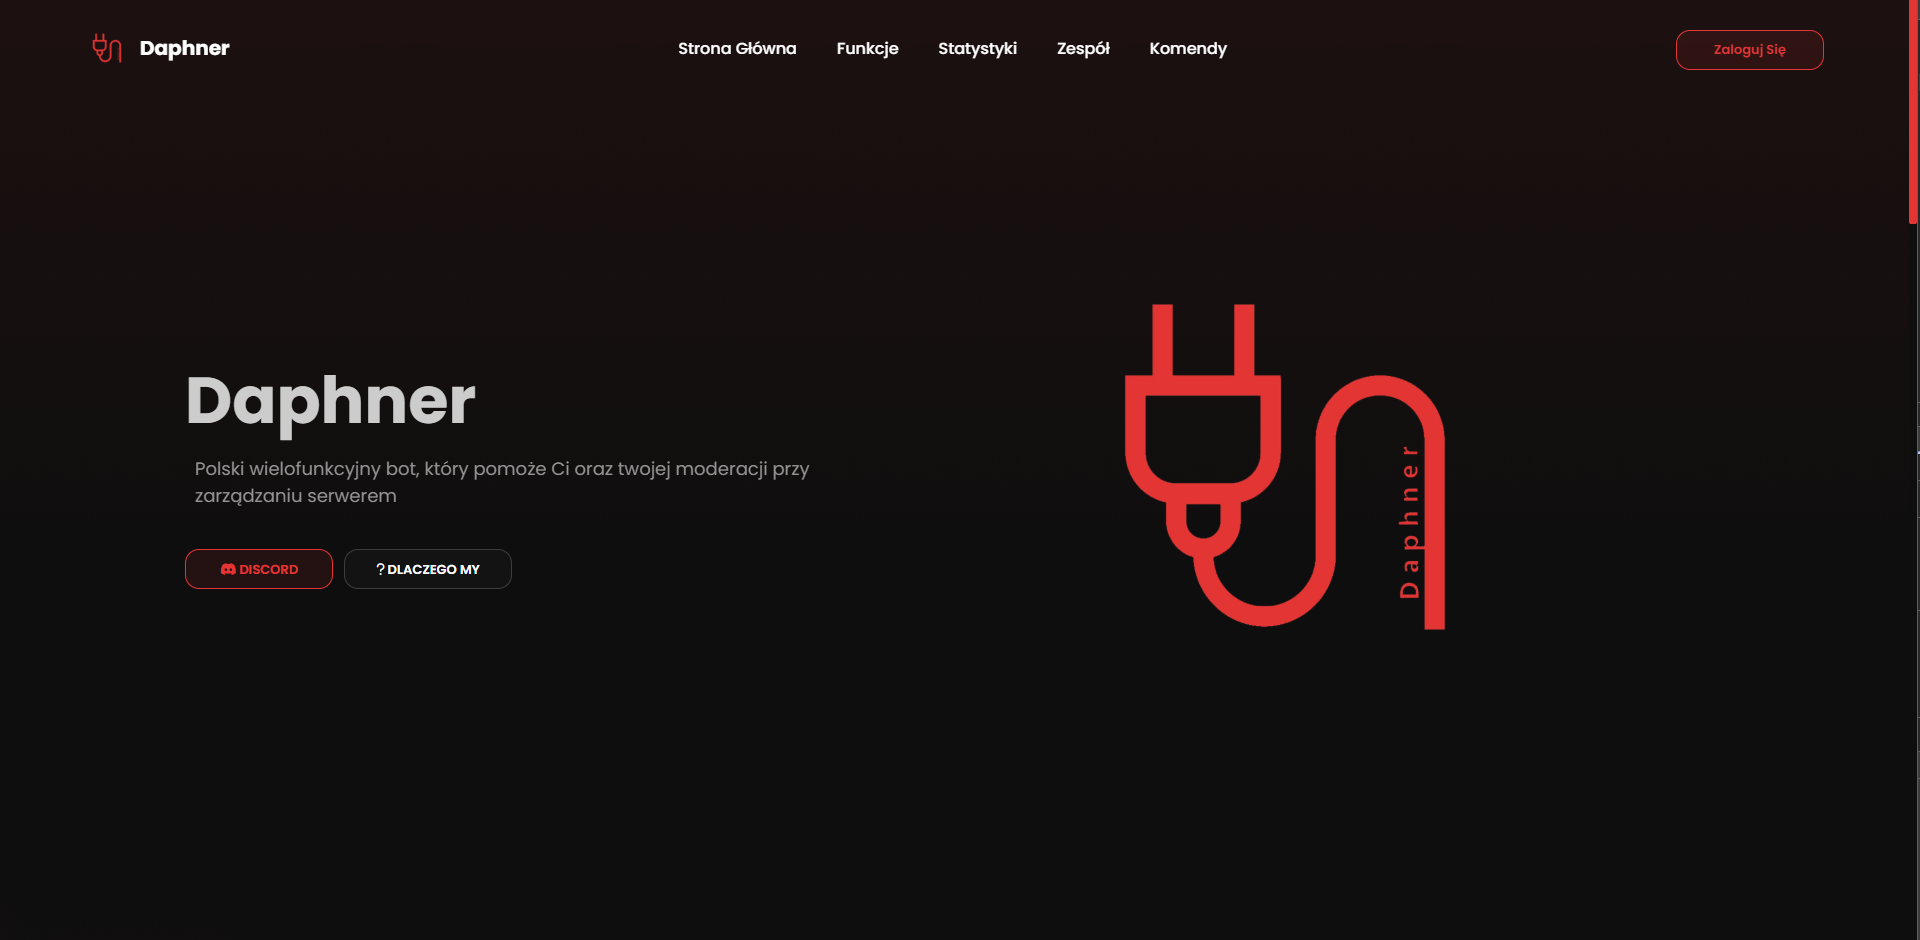 Daphner
Strona Główna
Funkcje
Statystyki
Zespół
Komendy
Zaloguj Się
Daphner
Polski wielofunkcyjny bot, który pomoże Ci oraz twojej moderacji przy
zarządzaniu serwerem
DISCORD
? DLACZEGO MY
Daphner